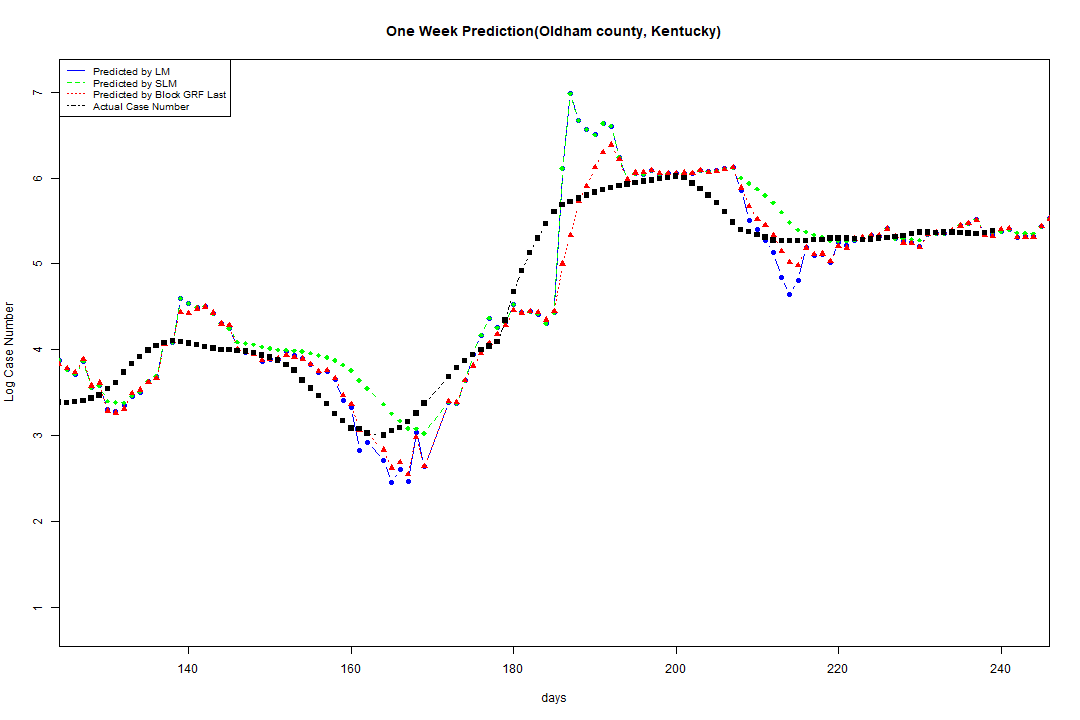 One Week Prediction(Oldham county, Kentucky)
Predicted by LM
Predicted by SLM
Predicted by Block GRF Last
Actual Case Number
7
6
5
4
3
2
1
Log Case Number
140 160 180 200 220 240
days